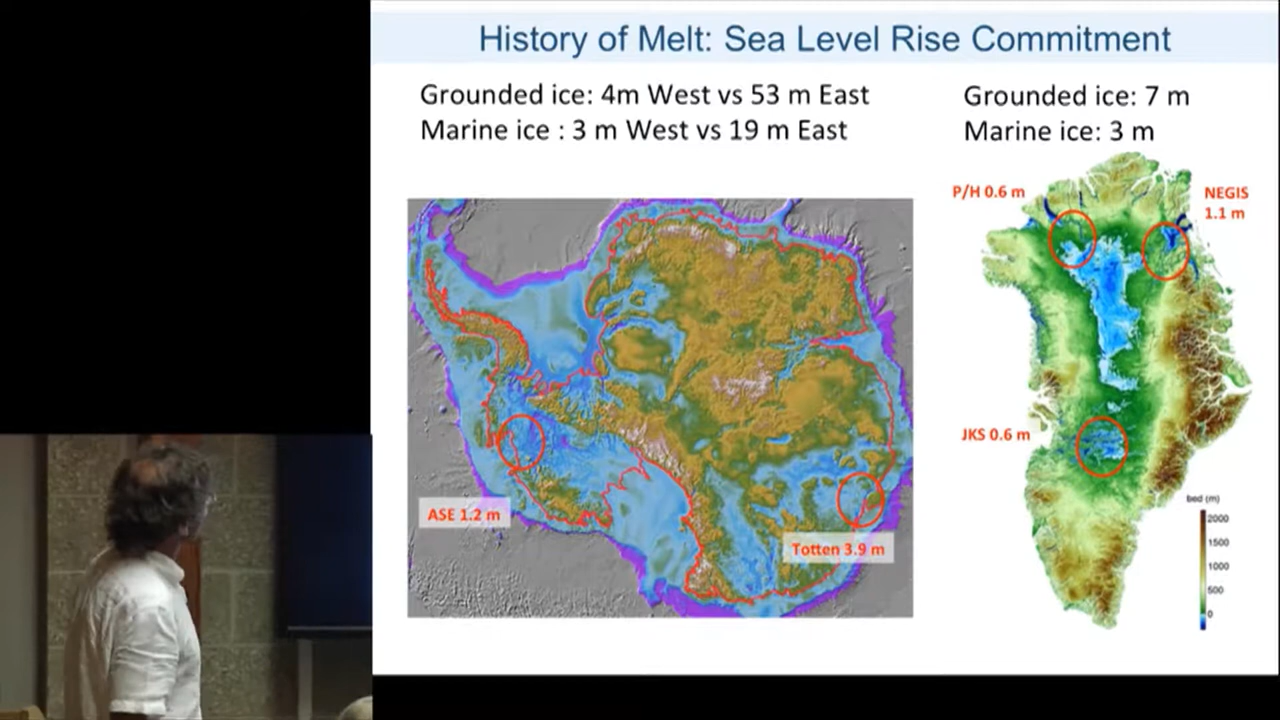 History of Melt: Sea Level Rise Commitment
Grounded ice: 4m West vs 53 m East
Marine ice : 3 m West vs 19 m East
Grounded ice: 7 m
Marine ice: 3 m
P/H 0.6 m
NEGIS
1.1 m
JKS 0.6 m
ASE 1.2 m
Totten 3.9 m
bed (m)
2000
1500
1000
500
0